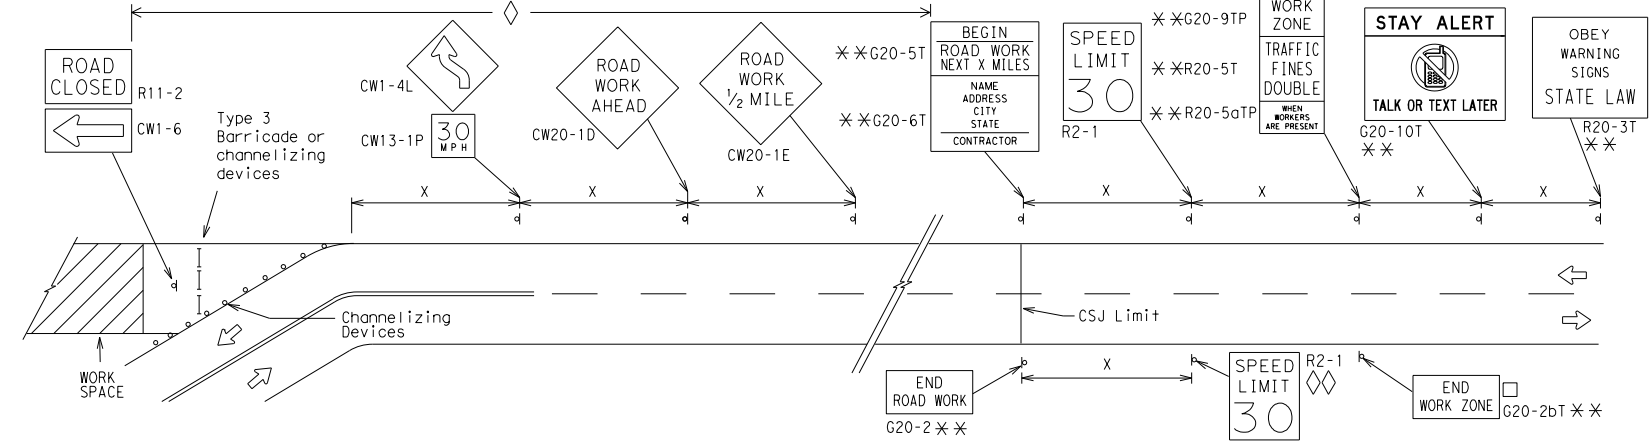 ROAD
CLOSED
R11-2
CW1-6
Type 3
Barricade or
channelizing
devices
CW1-4L
CW13-1P
30
MPH
ROAD
WORK
AHEAD
CW20-1D
ROAD
WORK
1/2 MILE
CW20-1E
**G20-5T
**G20-6T
BEGIN
ROAD WORK
NEXT X MILES
NAME
ADDRESS
CITY
STATE
CONTRACTOR
SPEED
LIMIT
30
R2-1
**G20-9TP
**R20-5T
**R20-5aTP
WORK
ZONE
TRAFFIC
FINES
DOUBLE
WHEN
WORKERS
ARE PRESENT
STAY ALERT
TALK OR TEXT LATER
G20-10T
**
OBEY
WARNING
SIGNS
STATE LAW
R20-3T
**
X
X
X
X
X
X
X
Channelizing
Devices
WORK
SPACE
CSJ Limit
END
ROAD WORK
G20-2 **
X
SPEED
LIMIT
30
R2-1
END
WORK ZONE
G20-2bT **